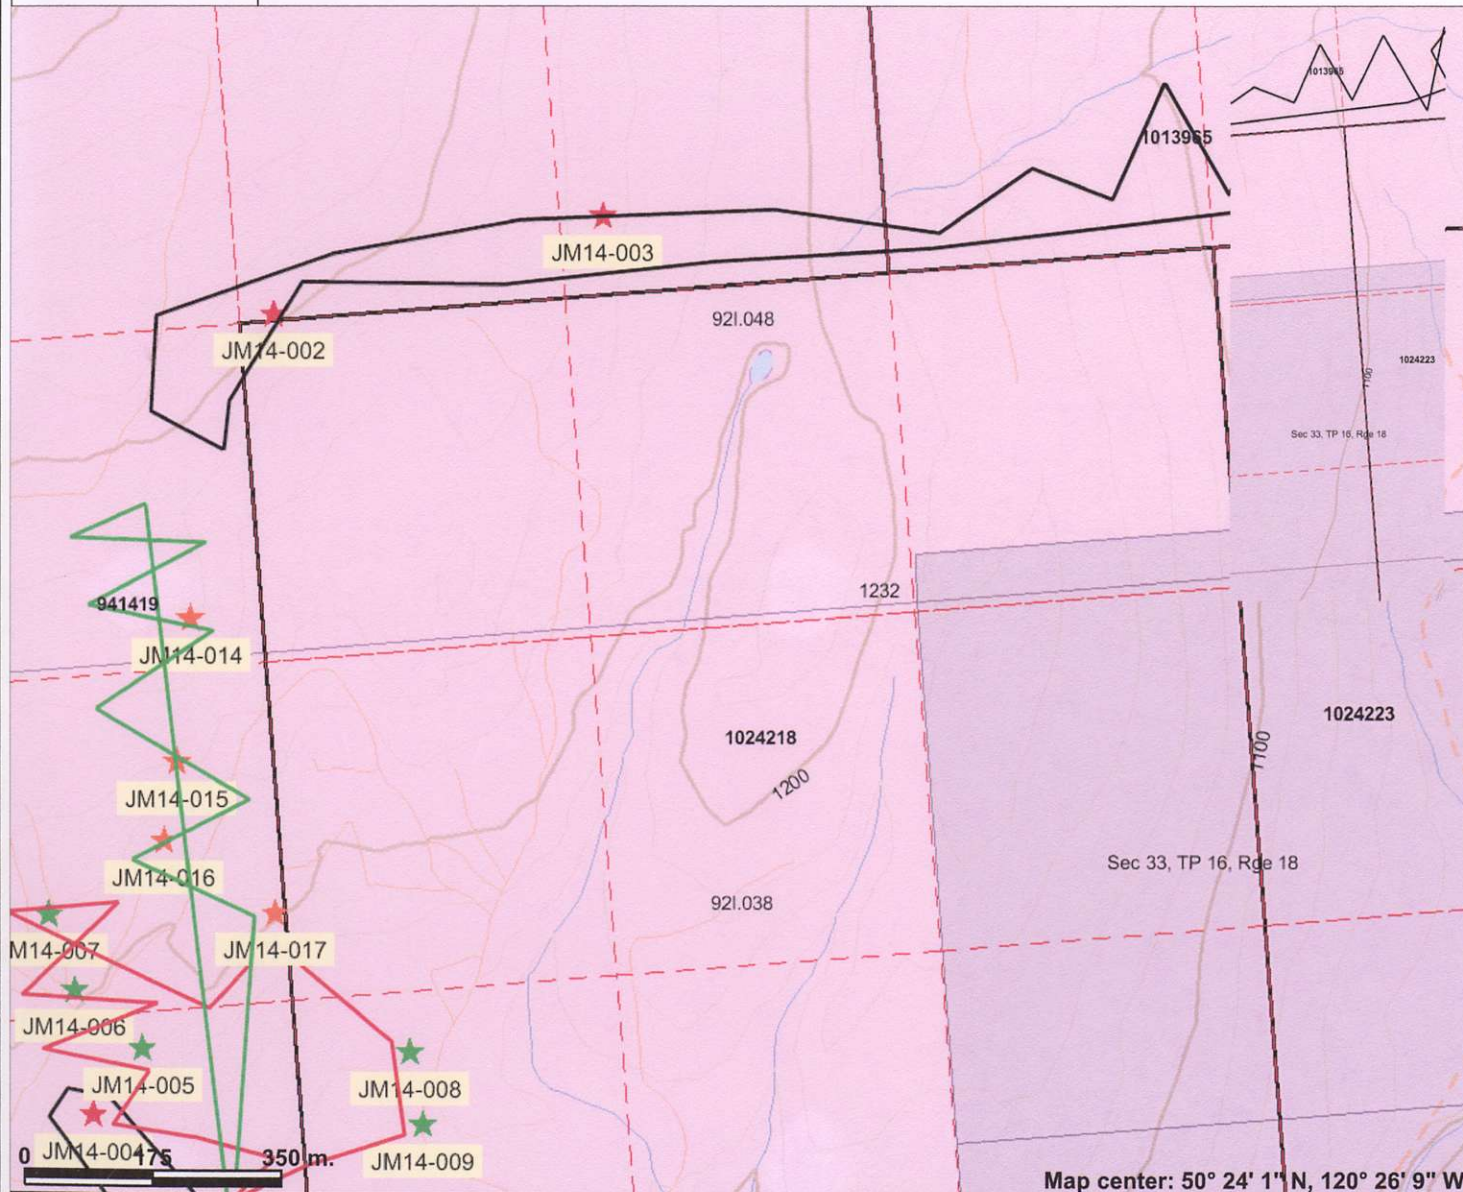 1013965
1013965
JM14-003
92I.048
JM14-002
1024223
1100
Sec 33, TP 16, Rge 18
1232
941419
JM14-014
1024218
1024223
1100
1200
JM14-015
Sec 33, TP 16, Rge 18
JM14-016
92I.038
M14-007
JM14-017
JM14-006
JM14-005
JM14-008
JM14-004
JM14-009
0 175 350 m.
Map center: 50° 24' 1" N, 120° 26' 9" W